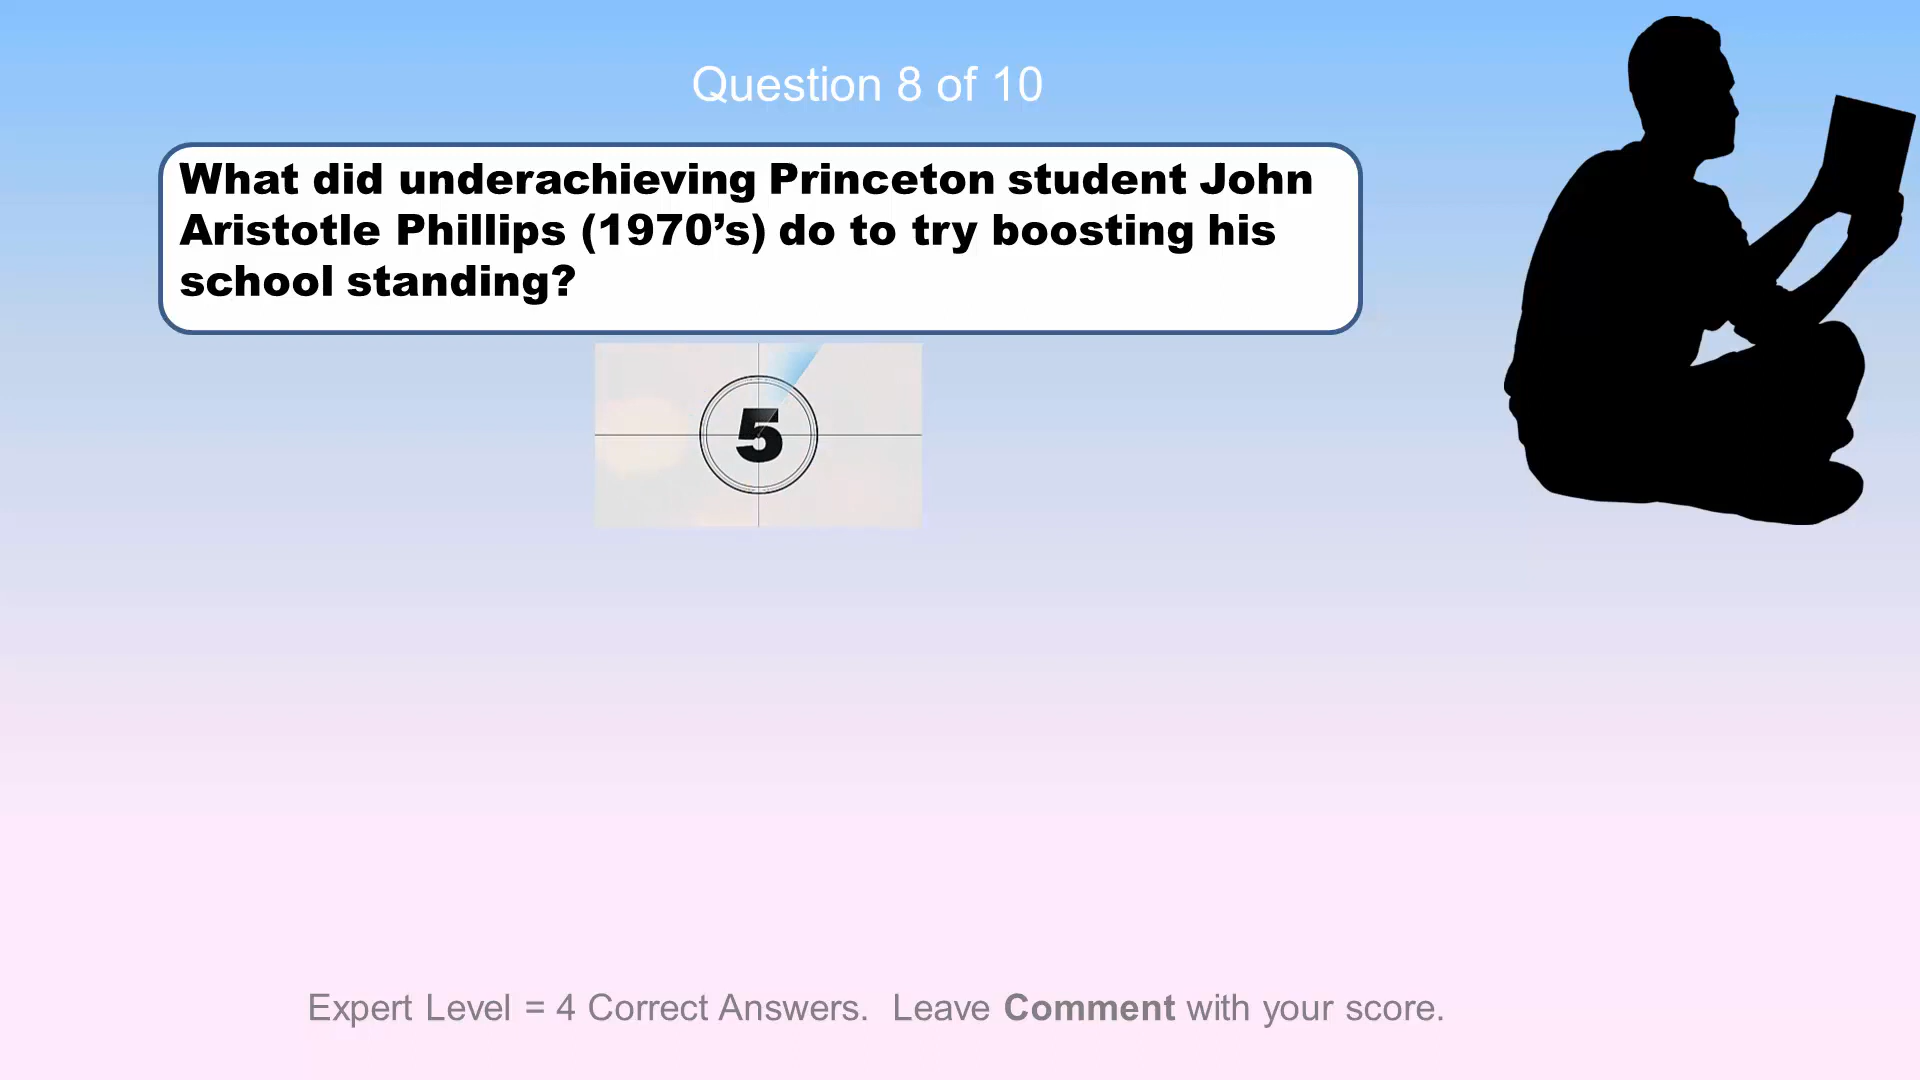 Question 8 of 10
What did underachieving Princeton student John
Aristotle Phillips (1970’s) do to try boosting his
school standing?
5
Expert Level = 4 Correct Answers.  Leave Comment with your score.